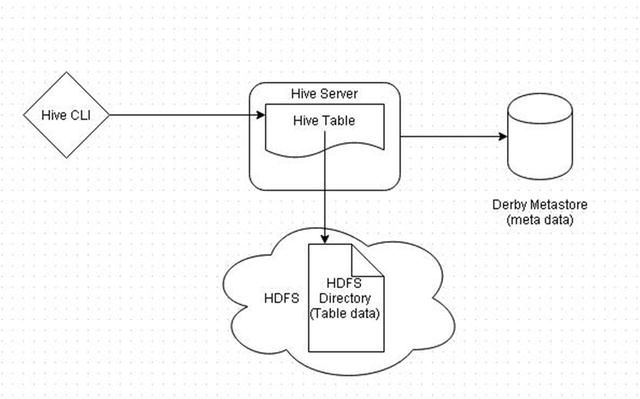 Hive Server
Hive CLI
Hive Table
Derby Metastore
(meta data)
HDFS
HDFS
Directory
(Table data)